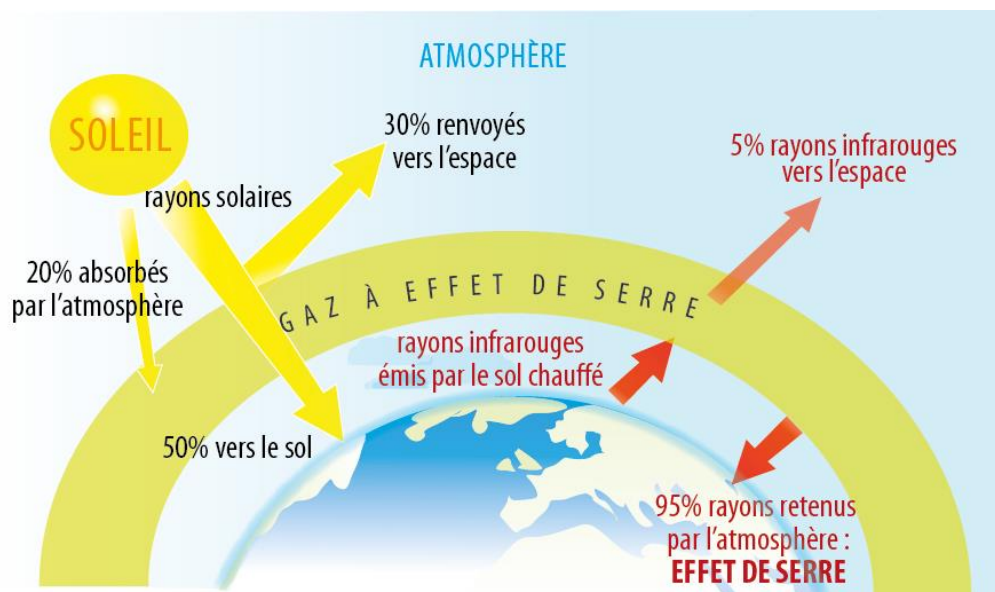 ATMOSPHÈRE
SOLEIL
rayons solaires
30% renvoyés
vers l'espace
5% rayons infrarouges
vers l'espace
20% absorbés
par l'atmosphère
GAZ À EFFET DE SERRE
rayons infrarouges
émis par le sol chauffé
50% vers le sol
95% rayons retenus
par l'atmosphère :
EFFET DE SERRE